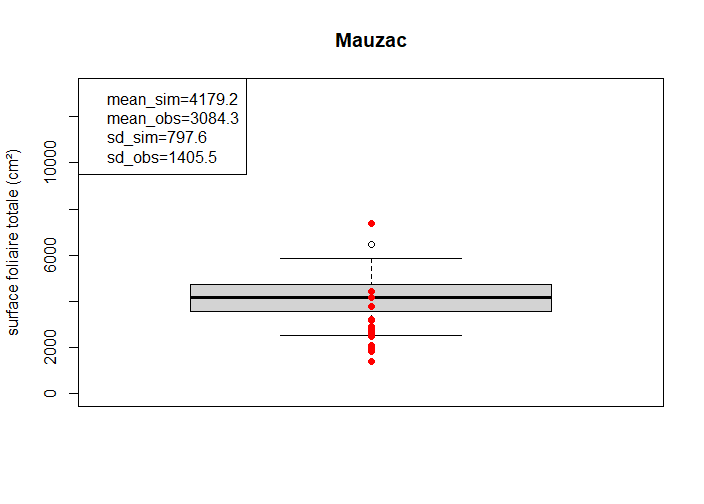 Mauzac
mean_sim=4179.2
mean_obs=3084.3
sd_sim=797.6
sd_obs=1405.5
surface foliaire totale (cm²)
10000
6000
2000
0